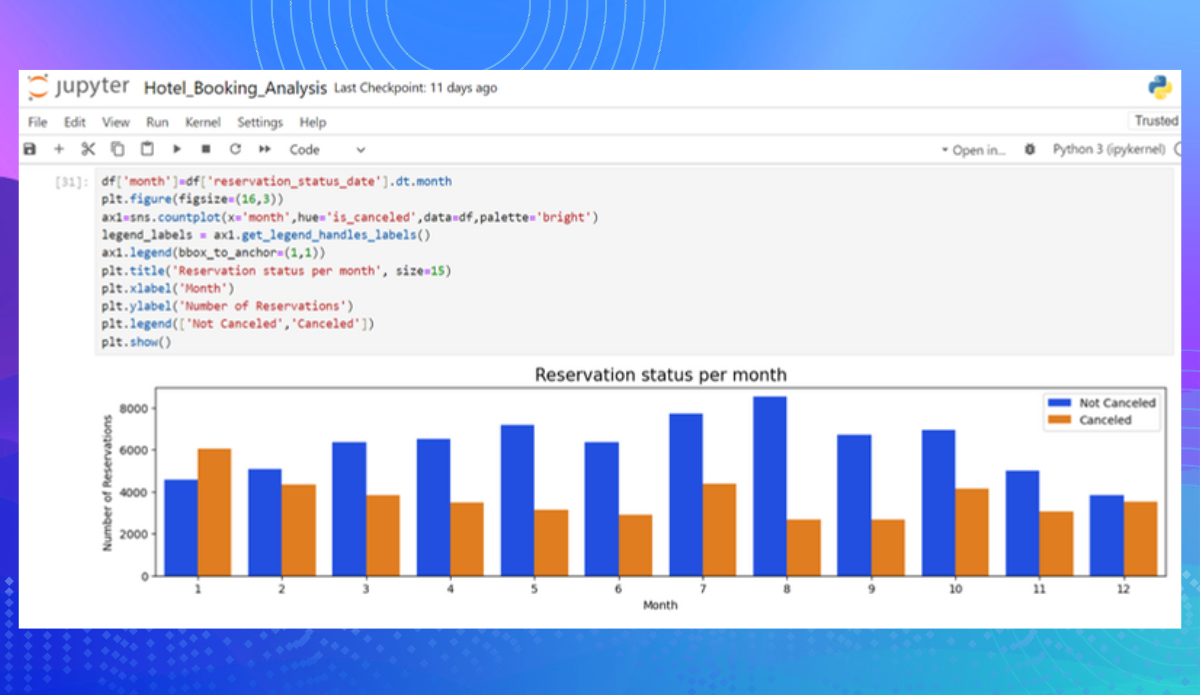 jupyter Hotel_Booking_Analysis Last Checkpoint: 11 days ago
File Edit View Run Kernel Settings Help Trusted
Code Open in... Python 3 (ipykernel)
[31]: df['month']=df['reservation_status_date'].dt.month
plt.figure(figsize=(16,3))
ax1=sns.countplot(x='month',hue='is_canceled',data=df,palette='bright')
legend_labels = ax1.get_legend_handles_labels()
ax1.legend(bbox_to_anchor=(1,1))
plt.title('Reservation status per month', size=15)
plt.xlabel('Month')
plt.ylabel('Number of Reservations')
plt.legend(['Not Canceled','Canceled'])
plt.show()
Reservation status per month
Number of Reservations
8000
6000
4000
2000
0
Not Canceled
Canceled
1 2 3 4 5 6 7 8 9 10 11 12
Month